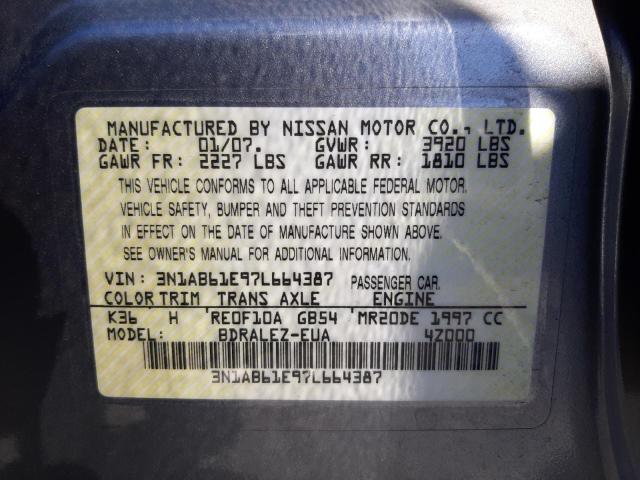 MANUFACTURED BY NISSAN MOTOR CO., LTD.
DATE: 01/07. GVWR: 3920 LBS
GAWR FR: 2227 LBS GAWR RR: 1810 LBS
THIS VEHICLE CONFORMS TO ALL APPLICABLE FEDERAL MOTOR.
VEHICLE SAFETY, BUMPER AND THEFT PREVENTION STANDARDS
IN EFFECT ON THE DATE OF MANUFACTURE SHOWN ABOVE.
SEE OWNER'S MANUAL FOR ADDITIONAL INFORMATION.
VIN: 3N1AB61E97L664387 PASSENGER CAR.
COLOR TRIM TRANS AXLE ENGINE
K36 H RE0F10A GB54 MR20DE 1997 CC
MODEL: BDRALEZ-EUA 4Z000
3N1AB61E97L664387